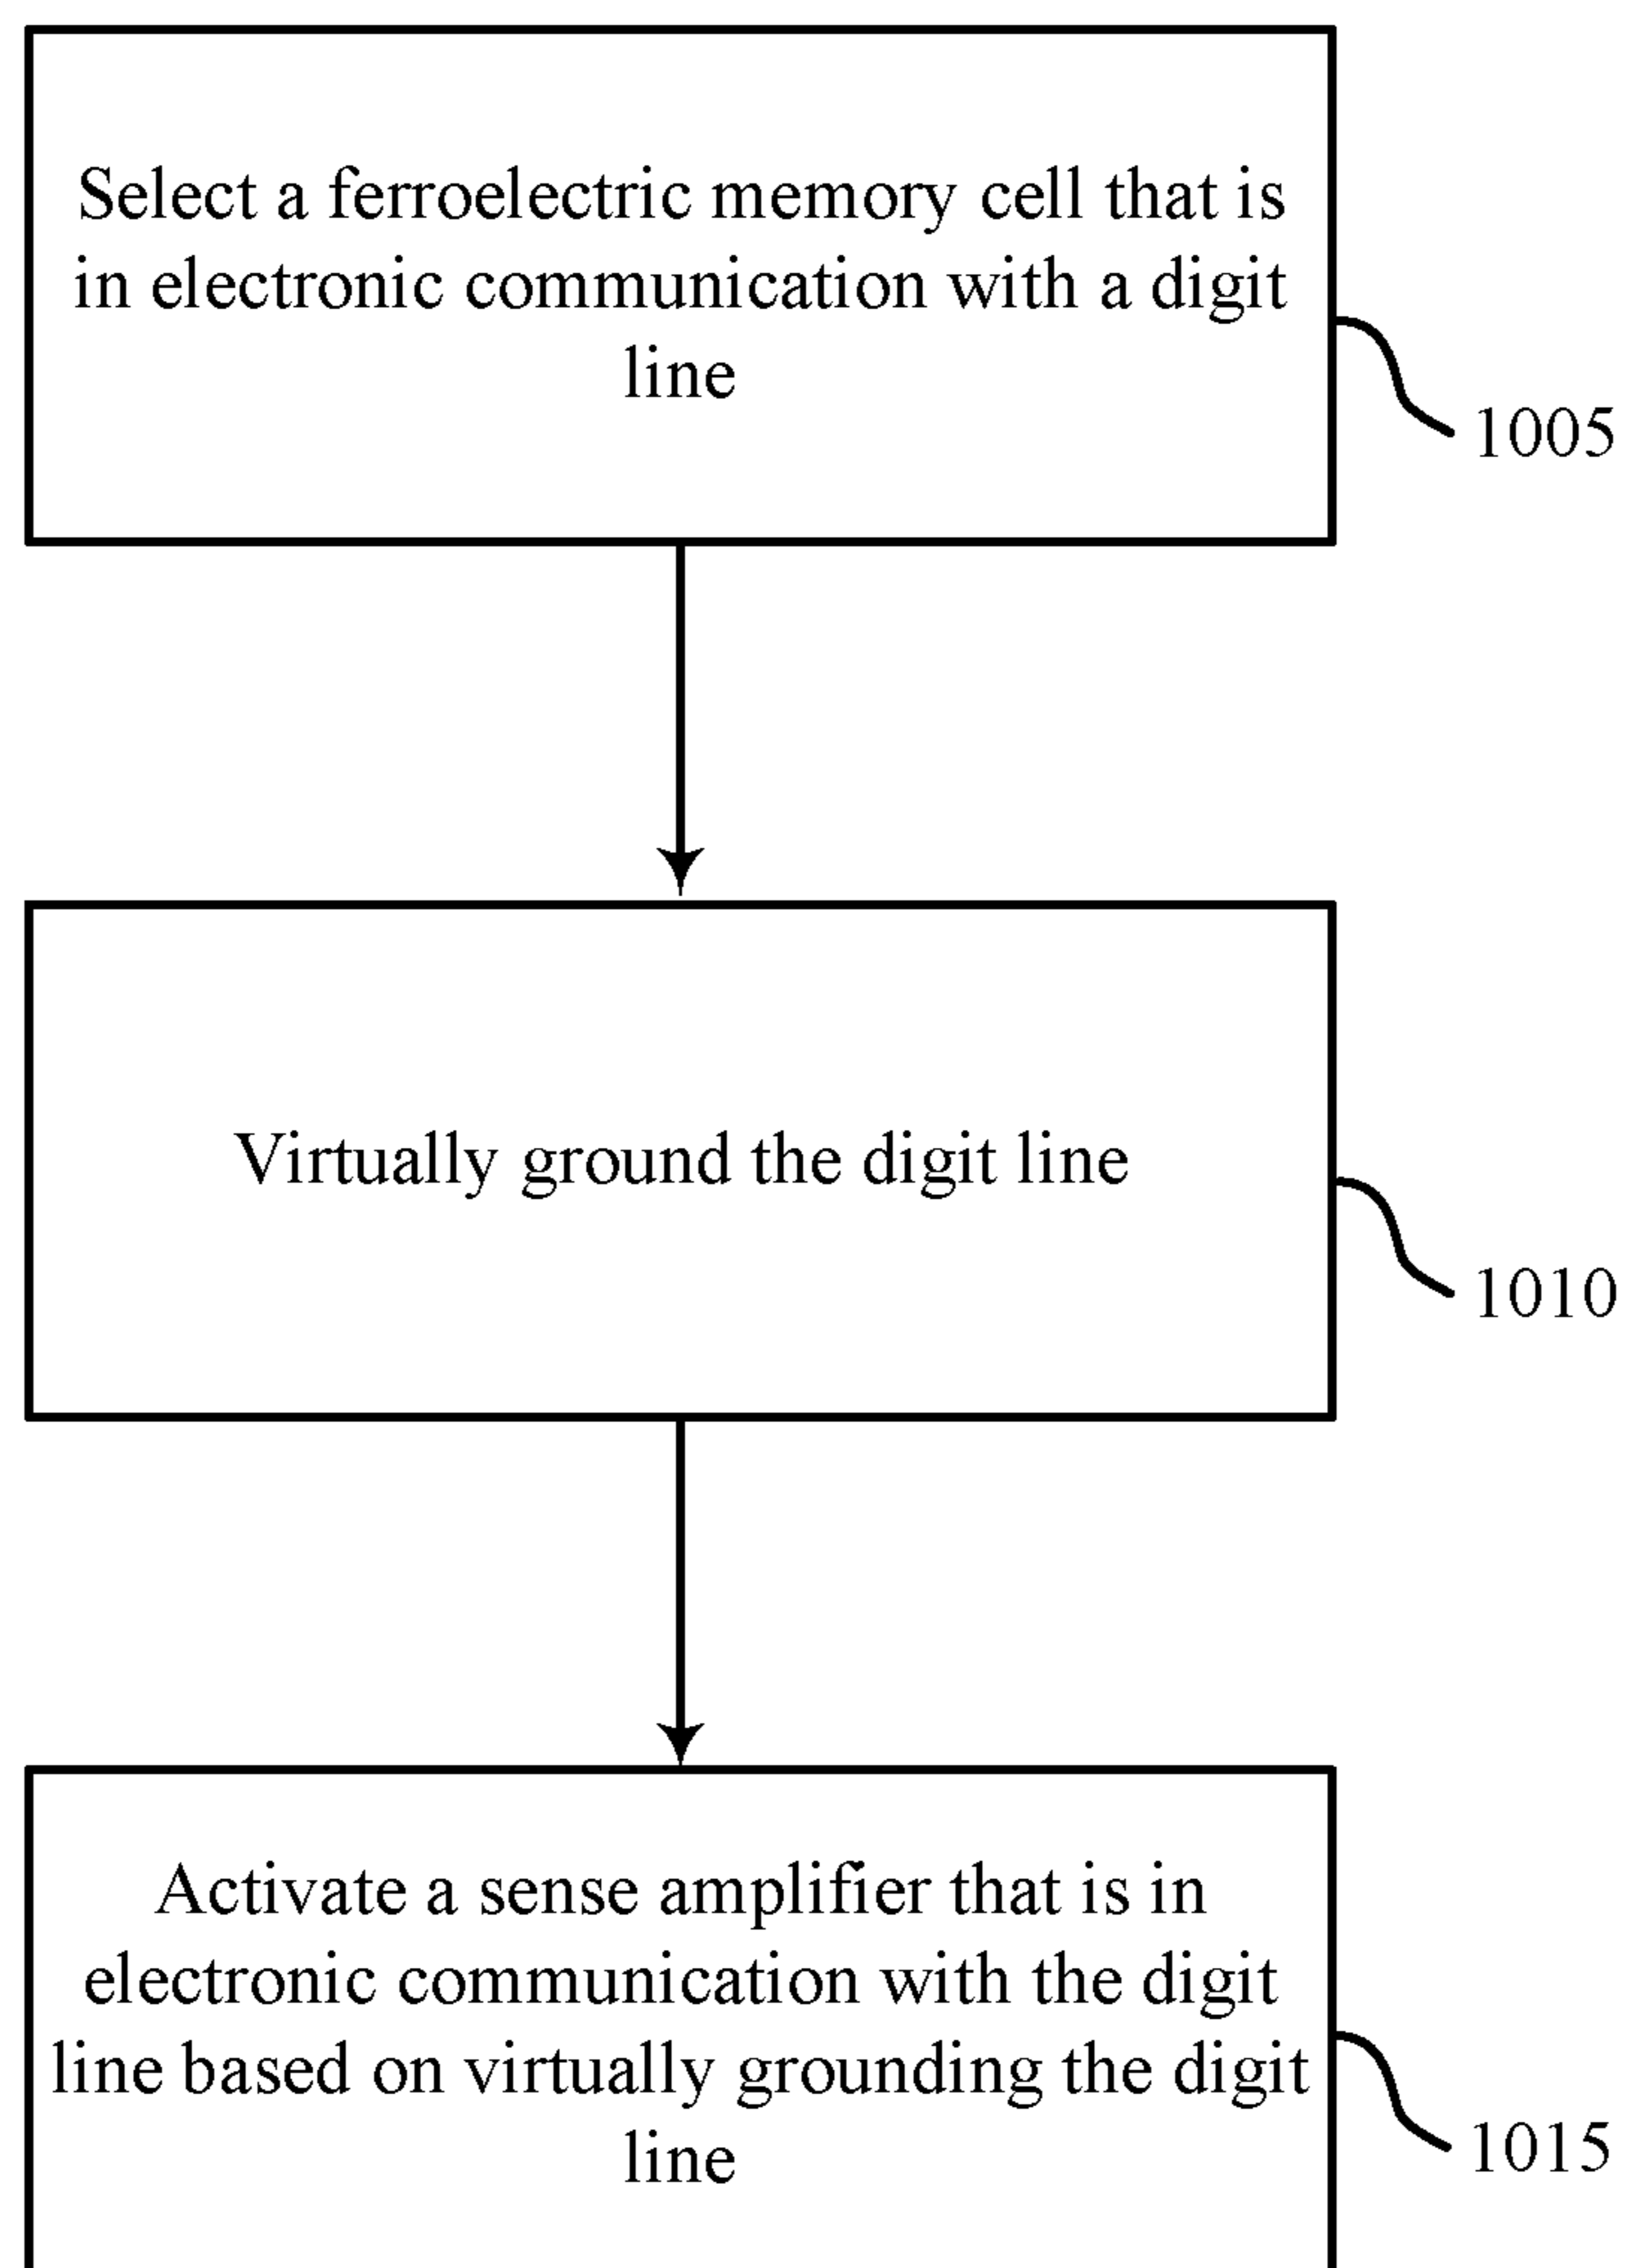 Select a ferroelectric memory cell that is
in electronic communication with a digit
line
1005
Virtually ground the digit line
1010
Activate a sense amplifier that is in
electronic communication with the digit
line based on virtually grounding the digit
line
1015